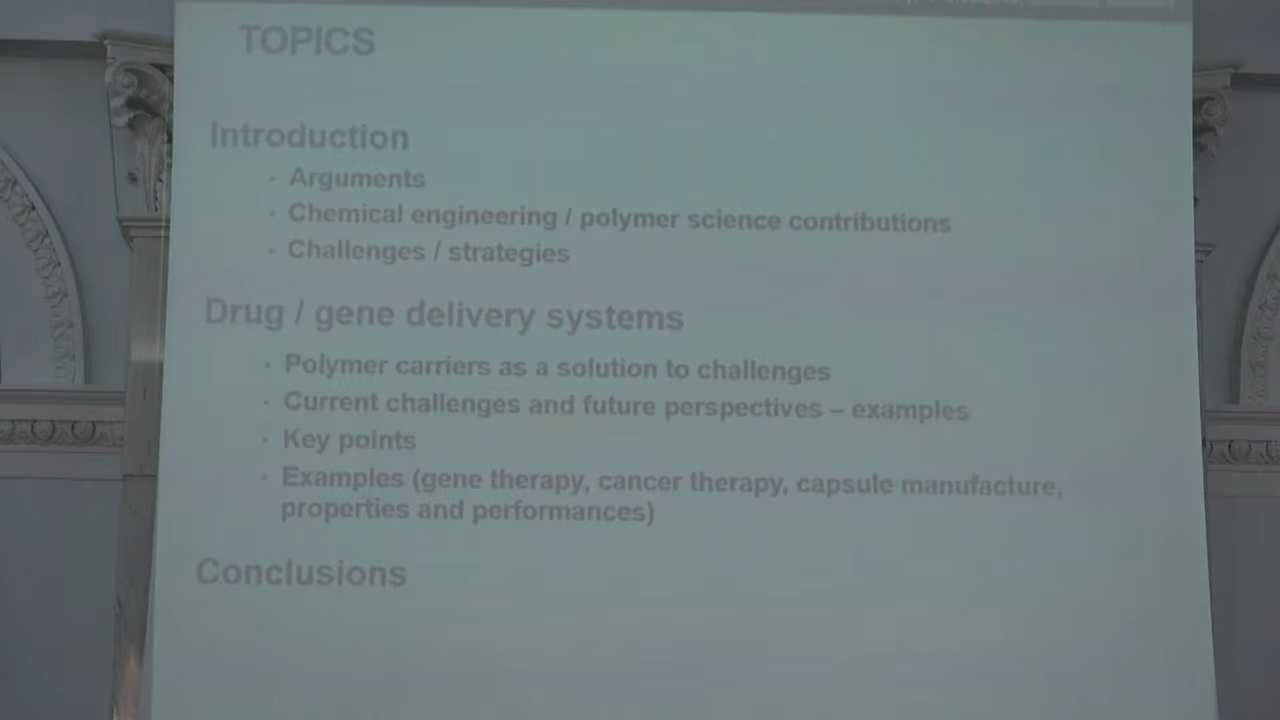 TOPICS
Introduction
· Arguments
· Chemical engineering / polymer science contributions
· Challenges / strategies
Drug / gene delivery systems
· Polymer carriers as a solution to challenges
· Current challenges and future perspectives – examples
· Key points
· Examples (gene therapy, cancer therapy, capsule manufacture,
properties and performances)
Conclusions